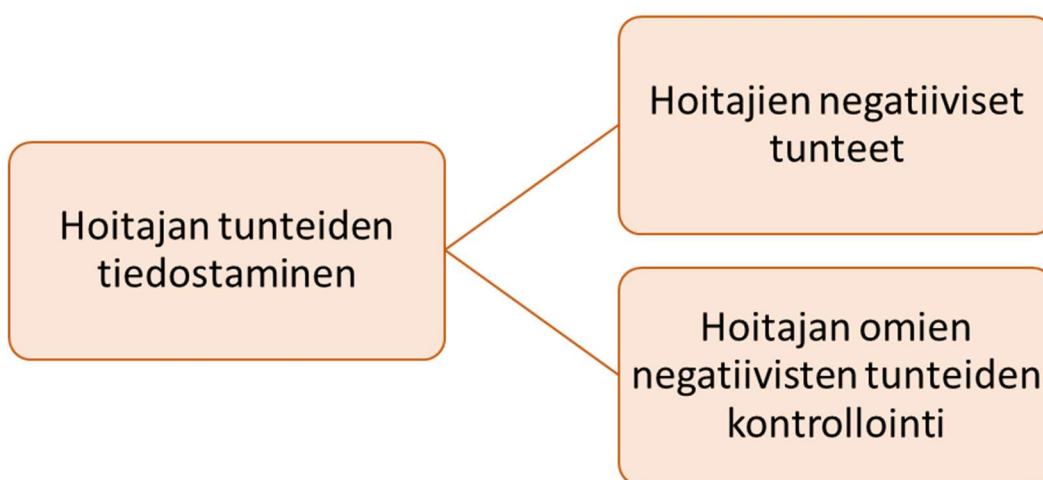 Hoitajan tunteiden
tiedostaminen
Hoitajien negatiiviset
tunteet
Hoitajan omien
negatiivisten tunteiden
kontrollointi